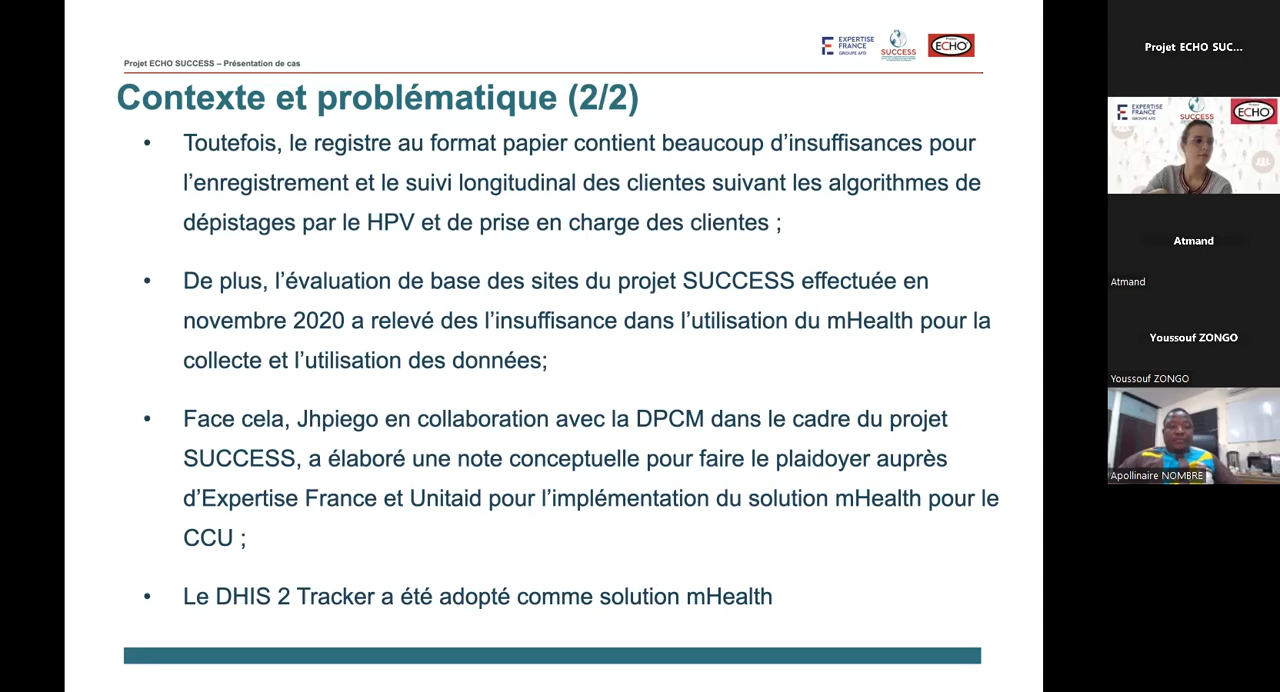 Projet ECHO SUCCESS – Présentation de cas
EXPERTISE
FRANCE
GROUPE AFD
SUCCESS
ECHO
Contexte et problématique (2/2)
• Toutefois, le registre au format papier contient beaucoup d’insuffisances pour
l’enregistrement et le suivi longitudinal des clientes suivant les algorithmes de
dépistages par le HPV et de prise en charge des clientes ;
• De plus, l’évaluation de base des sites du projet SUCCESS effectuée en
novembre 2020 a relevé des l’insuffisance dans l’utilisation du mHealth pour la
collecte et l’utilisation des données;
• Face cela, Jhpiego en collaboration avec la DPCM dans le cadre du projet
SUCCESS, a élaboré une note conceptuelle pour faire le plaidoyer auprès
d’Expertise France et Unitaid pour l’implémentation du solution mHealth pour le
CCU ;
• Le DHIS 2 Tracker a été adopté comme solution mHealth
Projet ECHO SUC...
EXPERTISE
FRANCE
GROUPE AFD
SUCCESS
ECHO
Atmand
Atmand
Youssouf ZONGO
Youssouf ZONGO
Apollinaire NOMBRE